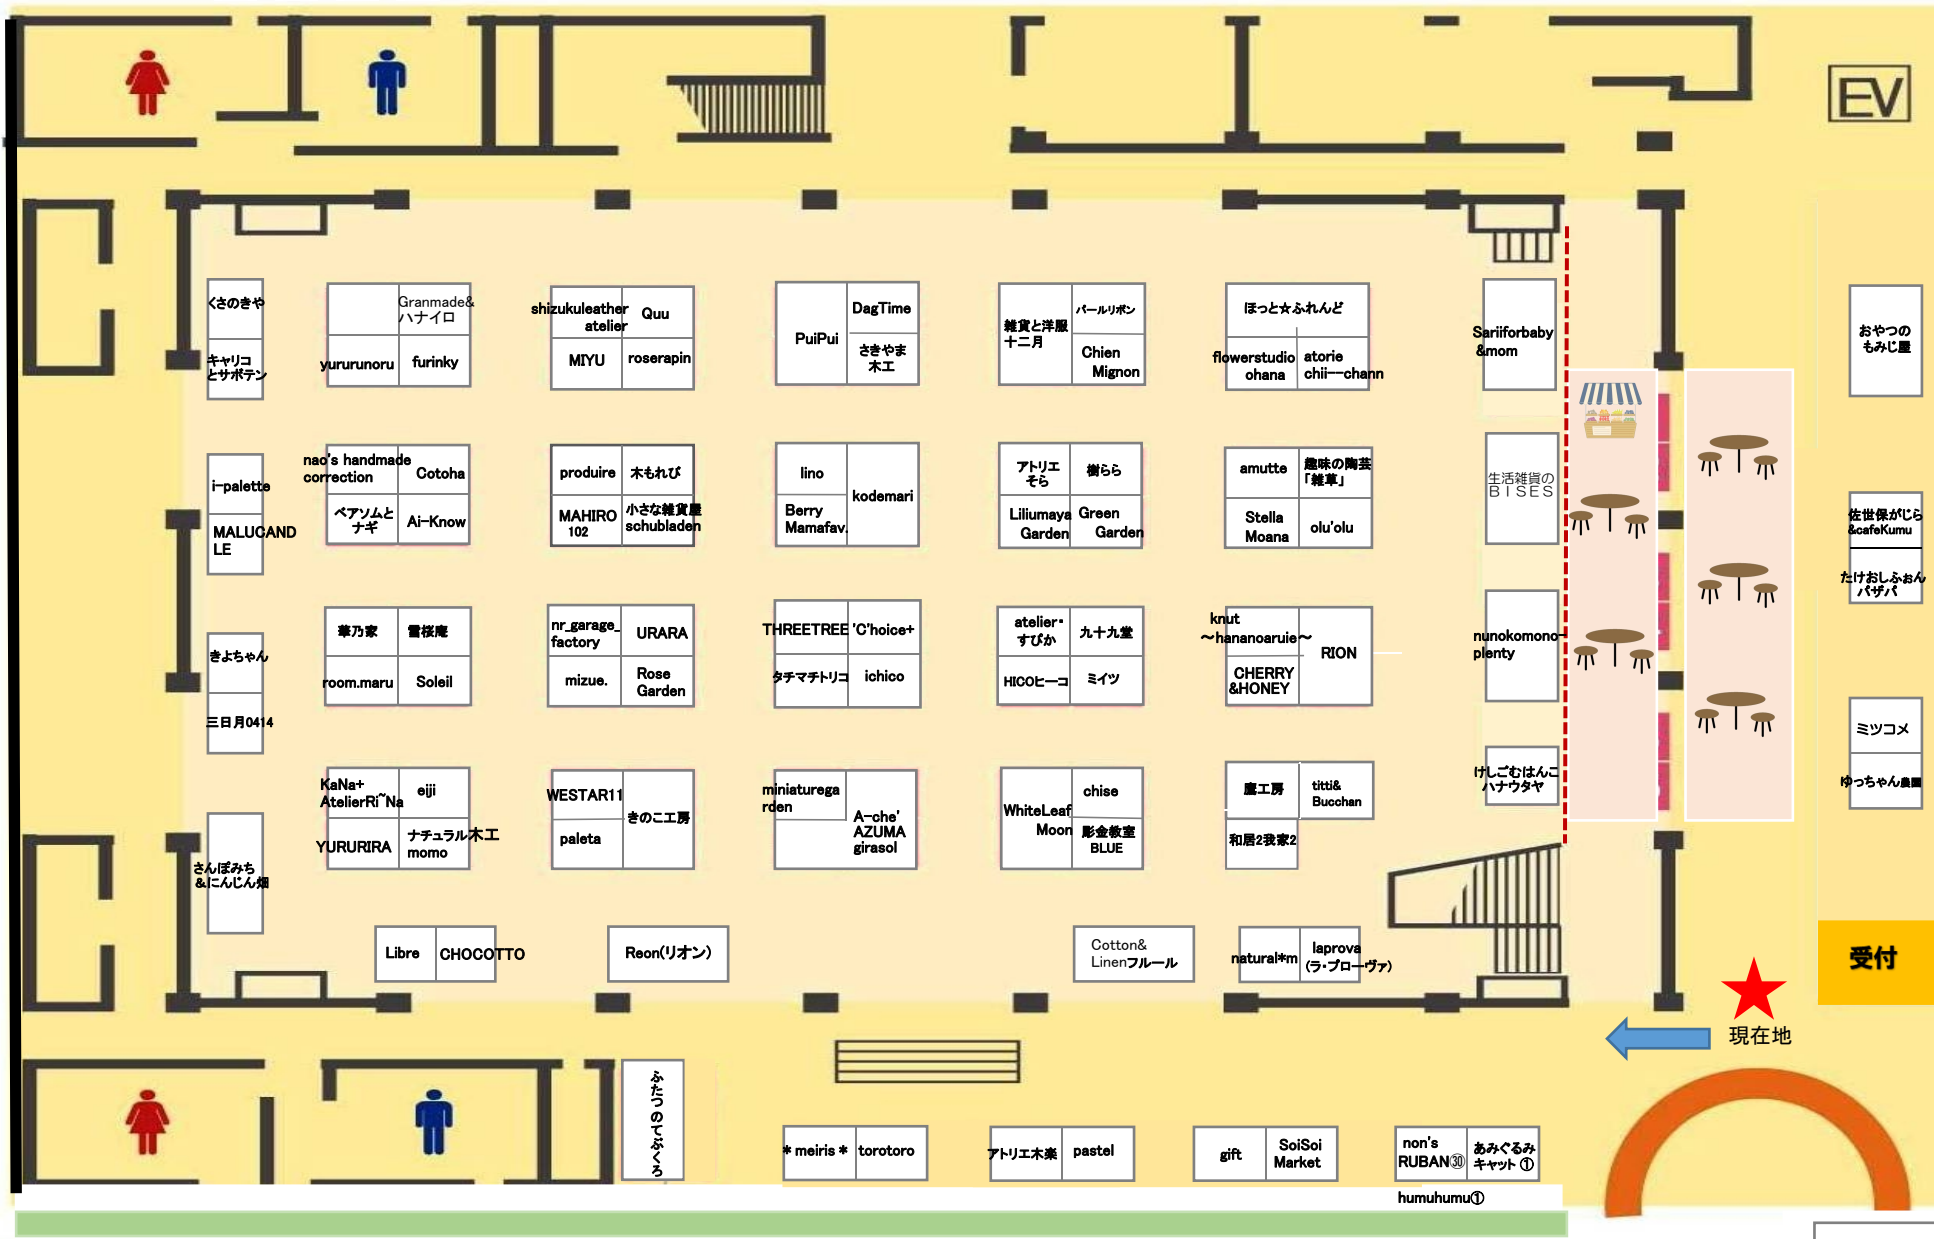 EV
くさのきや
キャリコ
とサボテン
Granmade&
ハナイロ
yururunoru
furinky
shizukuleather
atelier
Quu
MIYU
roserapin
PuiPui
DagTime
さきやま
木工
雑貨と洋服
十二月
パールリボン
Chien
Mignon
ほっと☆ふれんど
flowerstudio
ohana
atorie
chii−−chann
Sariiforbaby
&mom
おやつの
もみじ屋
i−palette
MALUCAND
LE
nao's handmade
correction
Cotoha
ベアソムと
ナギ
Ai−Know
produire
木もれび
MAHIRO
102
小さな雑貨屋
schubladen
lino
Berry
Mamafav.
kodemari
アトリエ
そら
樹らら
Liliumaya
Garden
Green
Garden
amutte
趣味の陶芸
「雑草」
Stella
Moana
olu'olu
生活雑貨の
BISES
佐世保がじら
&cafeKumu
たけおしふぉん
パザパ
きよちゃん
三日月0414
華乃家
雲桜庵
room.maru
Soleil
nr_garage_
factory
URARA
mizue.
Rose
Garden
THREETREE
'C'hoice+
タチマチトリコ
ichico
atelier・
すぴか
九十九堂
HICOヒーコ
ミイツ
knut
～hananoaruie～
CHERRY
&HONEY
RION
nunokomono−
plenty
ミツコメ
ゆっちゃん農園
さんぽみち
&にんじん畑
KaNa+
AtelierRi~Na
eiji
YURURIRA
ナチュラル木工
momo
WESTAR11
paleta
きのこ工房
miniaturega
rden
A−che'
AZUMA
girasol
WhiteLeaf
Moon
chise
彫金教室
BLUE
鷹工房
titti&
Bucchan
和居2我家2
けしごむはんこ
ハナウタヤ
Libre
CHOCOTTO
Reon(リオン)
Cotton&
Linenフルール
natural*m
laprova
(ラ・プローヴァ)
受付
現在地
ふたつのてぶくろ
* meiris *
torotoro
アトリエ木楽
pastel
gift
SoiSoi
Market
non's
RUBAN㉚
あみぐるみ
キャット ①
humuhumu①